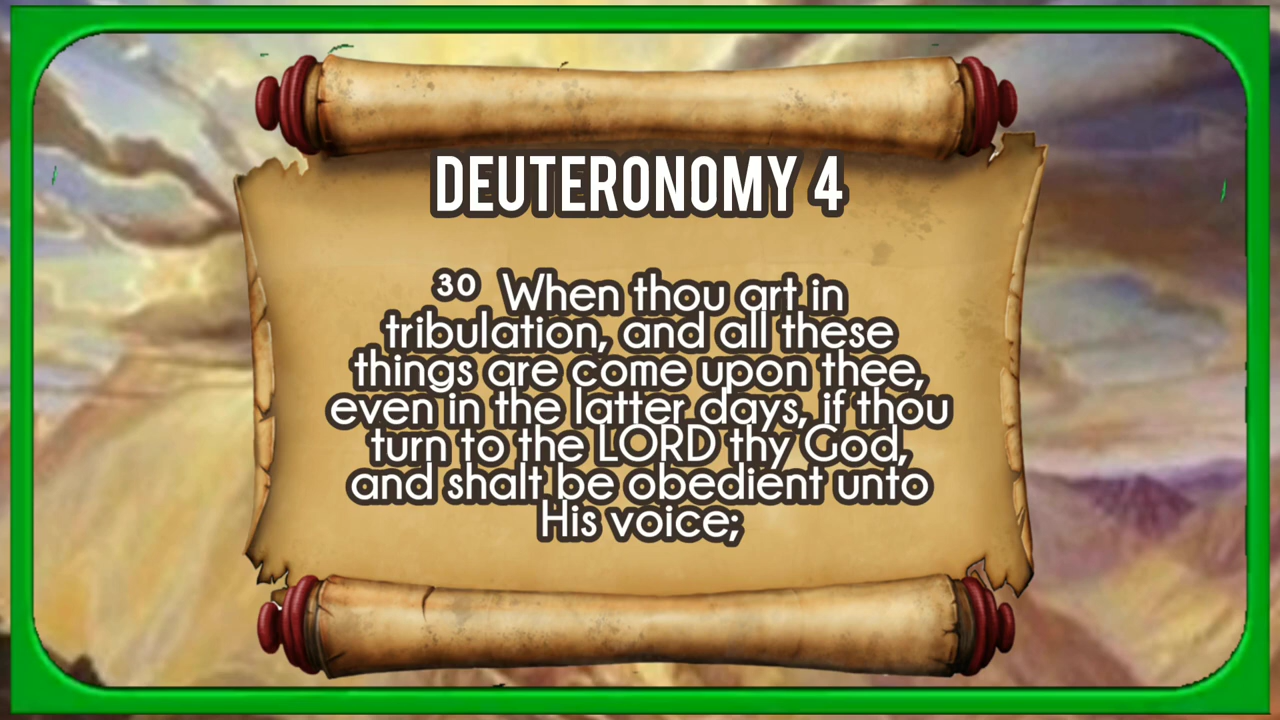 DEUTERONOMY 4
³⁰ When thou art in
tribulation, and all these
things are come upon thee,
even in the latter days, if thou
turn to the LORD thy God,
and shalt be obedient unto
His voice;